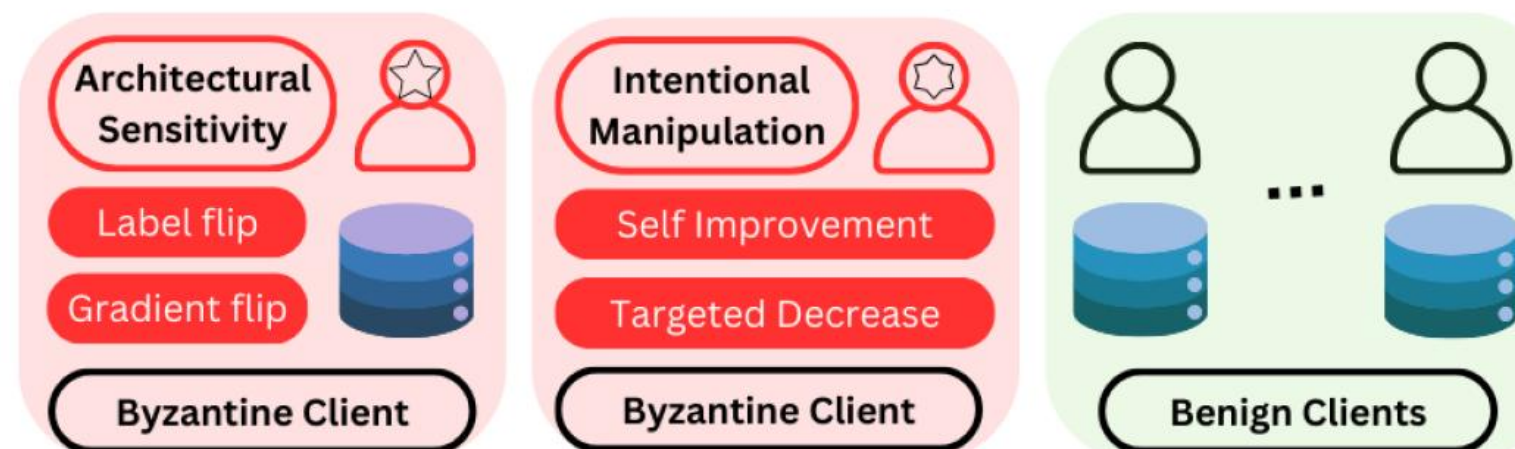 Architectural
Sensitivity
Label flip
Gradient flip
Byzantine Client
Intentional
Manipulation
Self Improvement
Targeted Decrease
Byzantine Client
...
Benign Clients